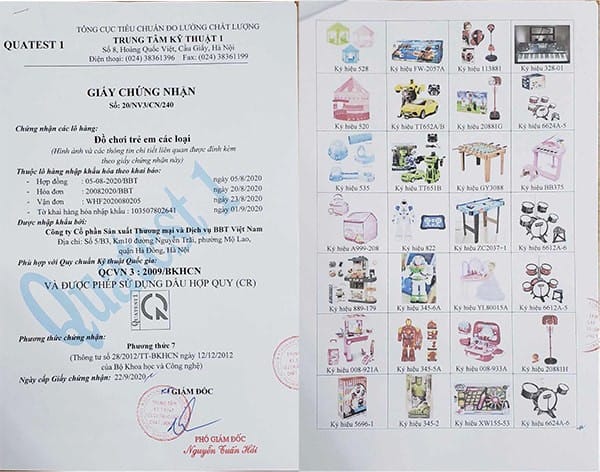 QUATEST 1
TỔNG CỤC TIÊU CHUẨN ĐO LƯỜNG CHẤT LƯỢNG
TRUNG TÂM KỸ THUẬT 1
Số 8, Hoàng Quốc Việt, Cầu Giấy, Hà Nội
Điện thoại: (024) 38361396 Fax: (024) 38361199
GIẤY CHỨNG NHẬN
Số: 20/NV3/CN/240
Chứng nhận các lô hàng:
Đồ chơi trẻ em các loại
(Hình ảnh và các thông tin chi tiết liên quan được đính kèm
theo giấy chứng nhận này)
Thuộc lô hàng nhập khẩu hóa theo khai báo:
- Hợp đồng : 05-08-2020/BBT ngày 05/8/2020
- Hóa đơn : 20082020/BBT ngày 20/8/2020
- Vận đơn : WHF2020080205 ngày 23/8/2020
- Tờ khai hàng hóa nhập khẩu : 103507802641 ngày 01/9/2020
Được nhập khẩu bởi:
Công ty Cổ phần Sản xuất Thương mại và Dịch vụ BBT Việt Nam
Địa chỉ: Số 5/B3, Km10 đường Nguyễn Trãi, phường Mộ Lao,
quận Hà Đông, Hà Nội
Phù hợp với Quy chuẩn Kỹ thuật Quốc gia:
QCVN 3 : 2009/BKHCN
VÀ ĐƯỢC PHÉP SỬ DỤNG DẤU HỢP QUY (CR)
QUATEST 1
Phương thức chứng nhận:
Phương thức 7
(Thông tư số 28/2012/TT-BKHCN ngày 12/12/2012
của Bộ Khoa học và Công nghệ)
Ngày cấp Giấy chứng nhận: 22/9/2020
GIÁM ĐỐC
PHÓ GIÁM ĐỐC
Nguyễn Tuấn Hải
Quatest 1
Ký hiệu 528 Ký hiệu FW-2057A Ký hiệu 113881 Ký hiệu 328-01
Ký hiệu 520 Ký hiệu TT652A/B Ký hiệu 20881G Ký hiệu 6624A-5
Ký hiệu 535 Ký hiệu TT651B Ký hiệu GY308B Ký hiệu BB375
Ký hiệu A999-208 Ký hiệu 822 Ký hiệu ZC2037+1 Ký hiệu 6612A-5
Ký hiệu 889-179 Ký hiệu 345-6A Ký hiệu YL80015A Ký hiệu 6612A-6
Ký hiệu 008-921A Ký hiệu 345-5A Ký hiệu 008-933A Ký hiệu 20881H
Ký hiệu 5696-1 Ký hiệu 345-2 Ký hiệu XW155-53 Ký hiệu 6624A-6